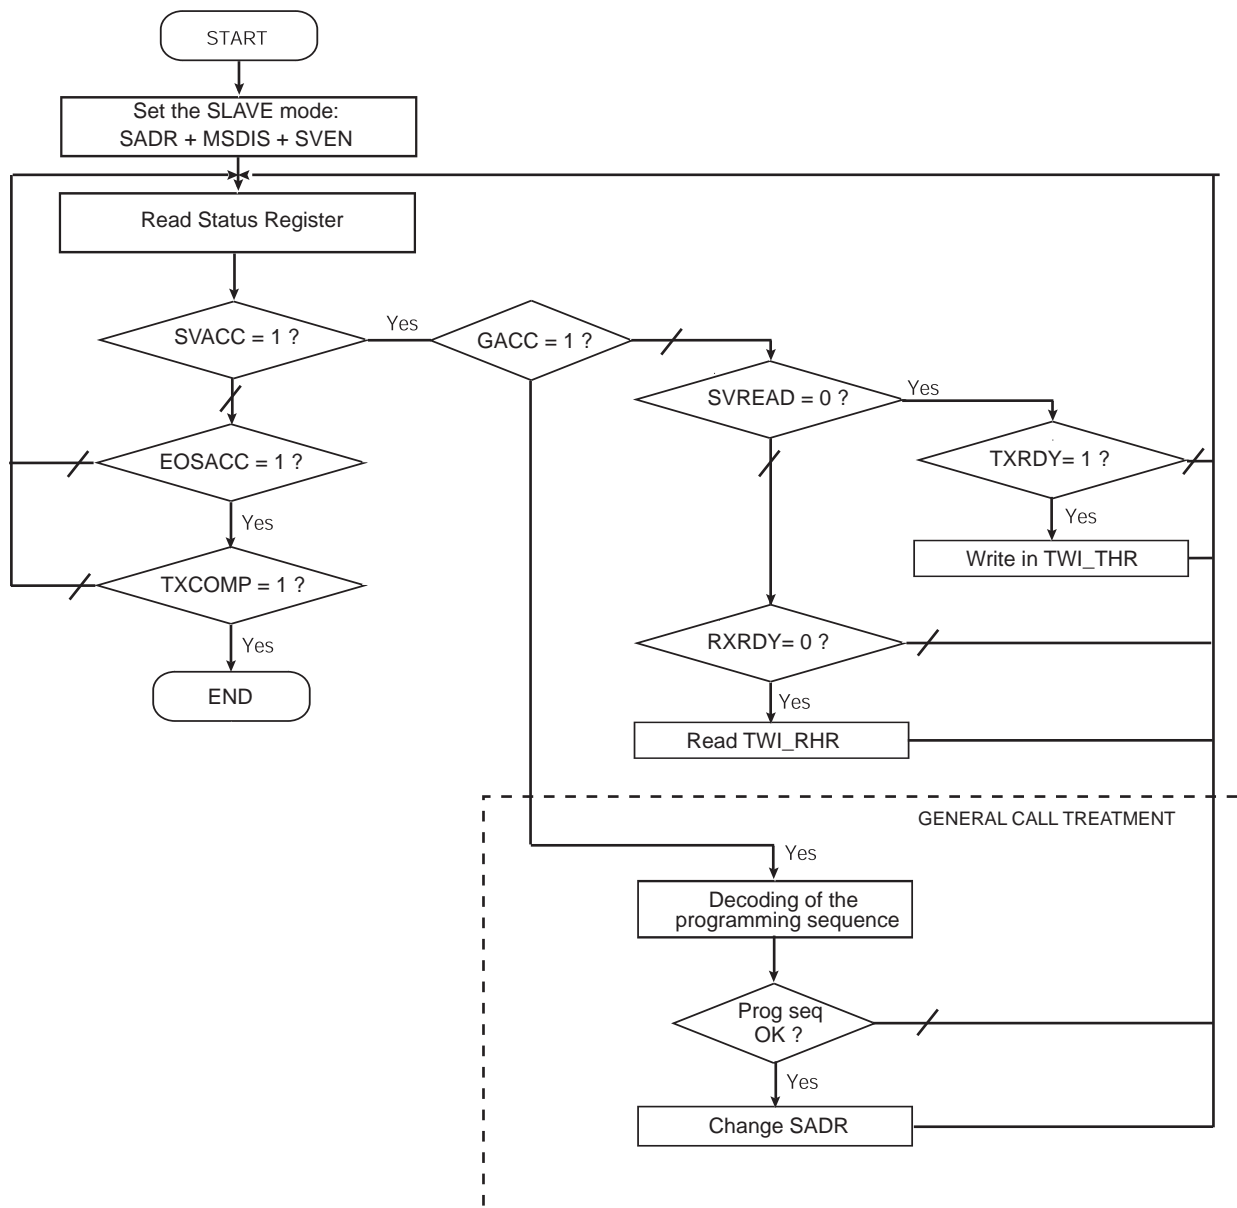 START
Set the SLAVE mode:
SADR + MSDIS + SVEN
Read Status Register
SVACC = 1 ?
Yes
GACC = 1 ?
SVREAD = 0 ?
Yes
EOSACC = 1 ?
TXRDY= 1 ?
Yes
Yes
Write in TWI_THR
TXCOMP = 1 ?
RXRDY= 0 ?
Yes
END
Yes
Read TWI_RHR
GENERAL CALL TREATMENT
Yes
Decoding of the
programming sequence
Prog seq
OK ?
Yes
Change SADR